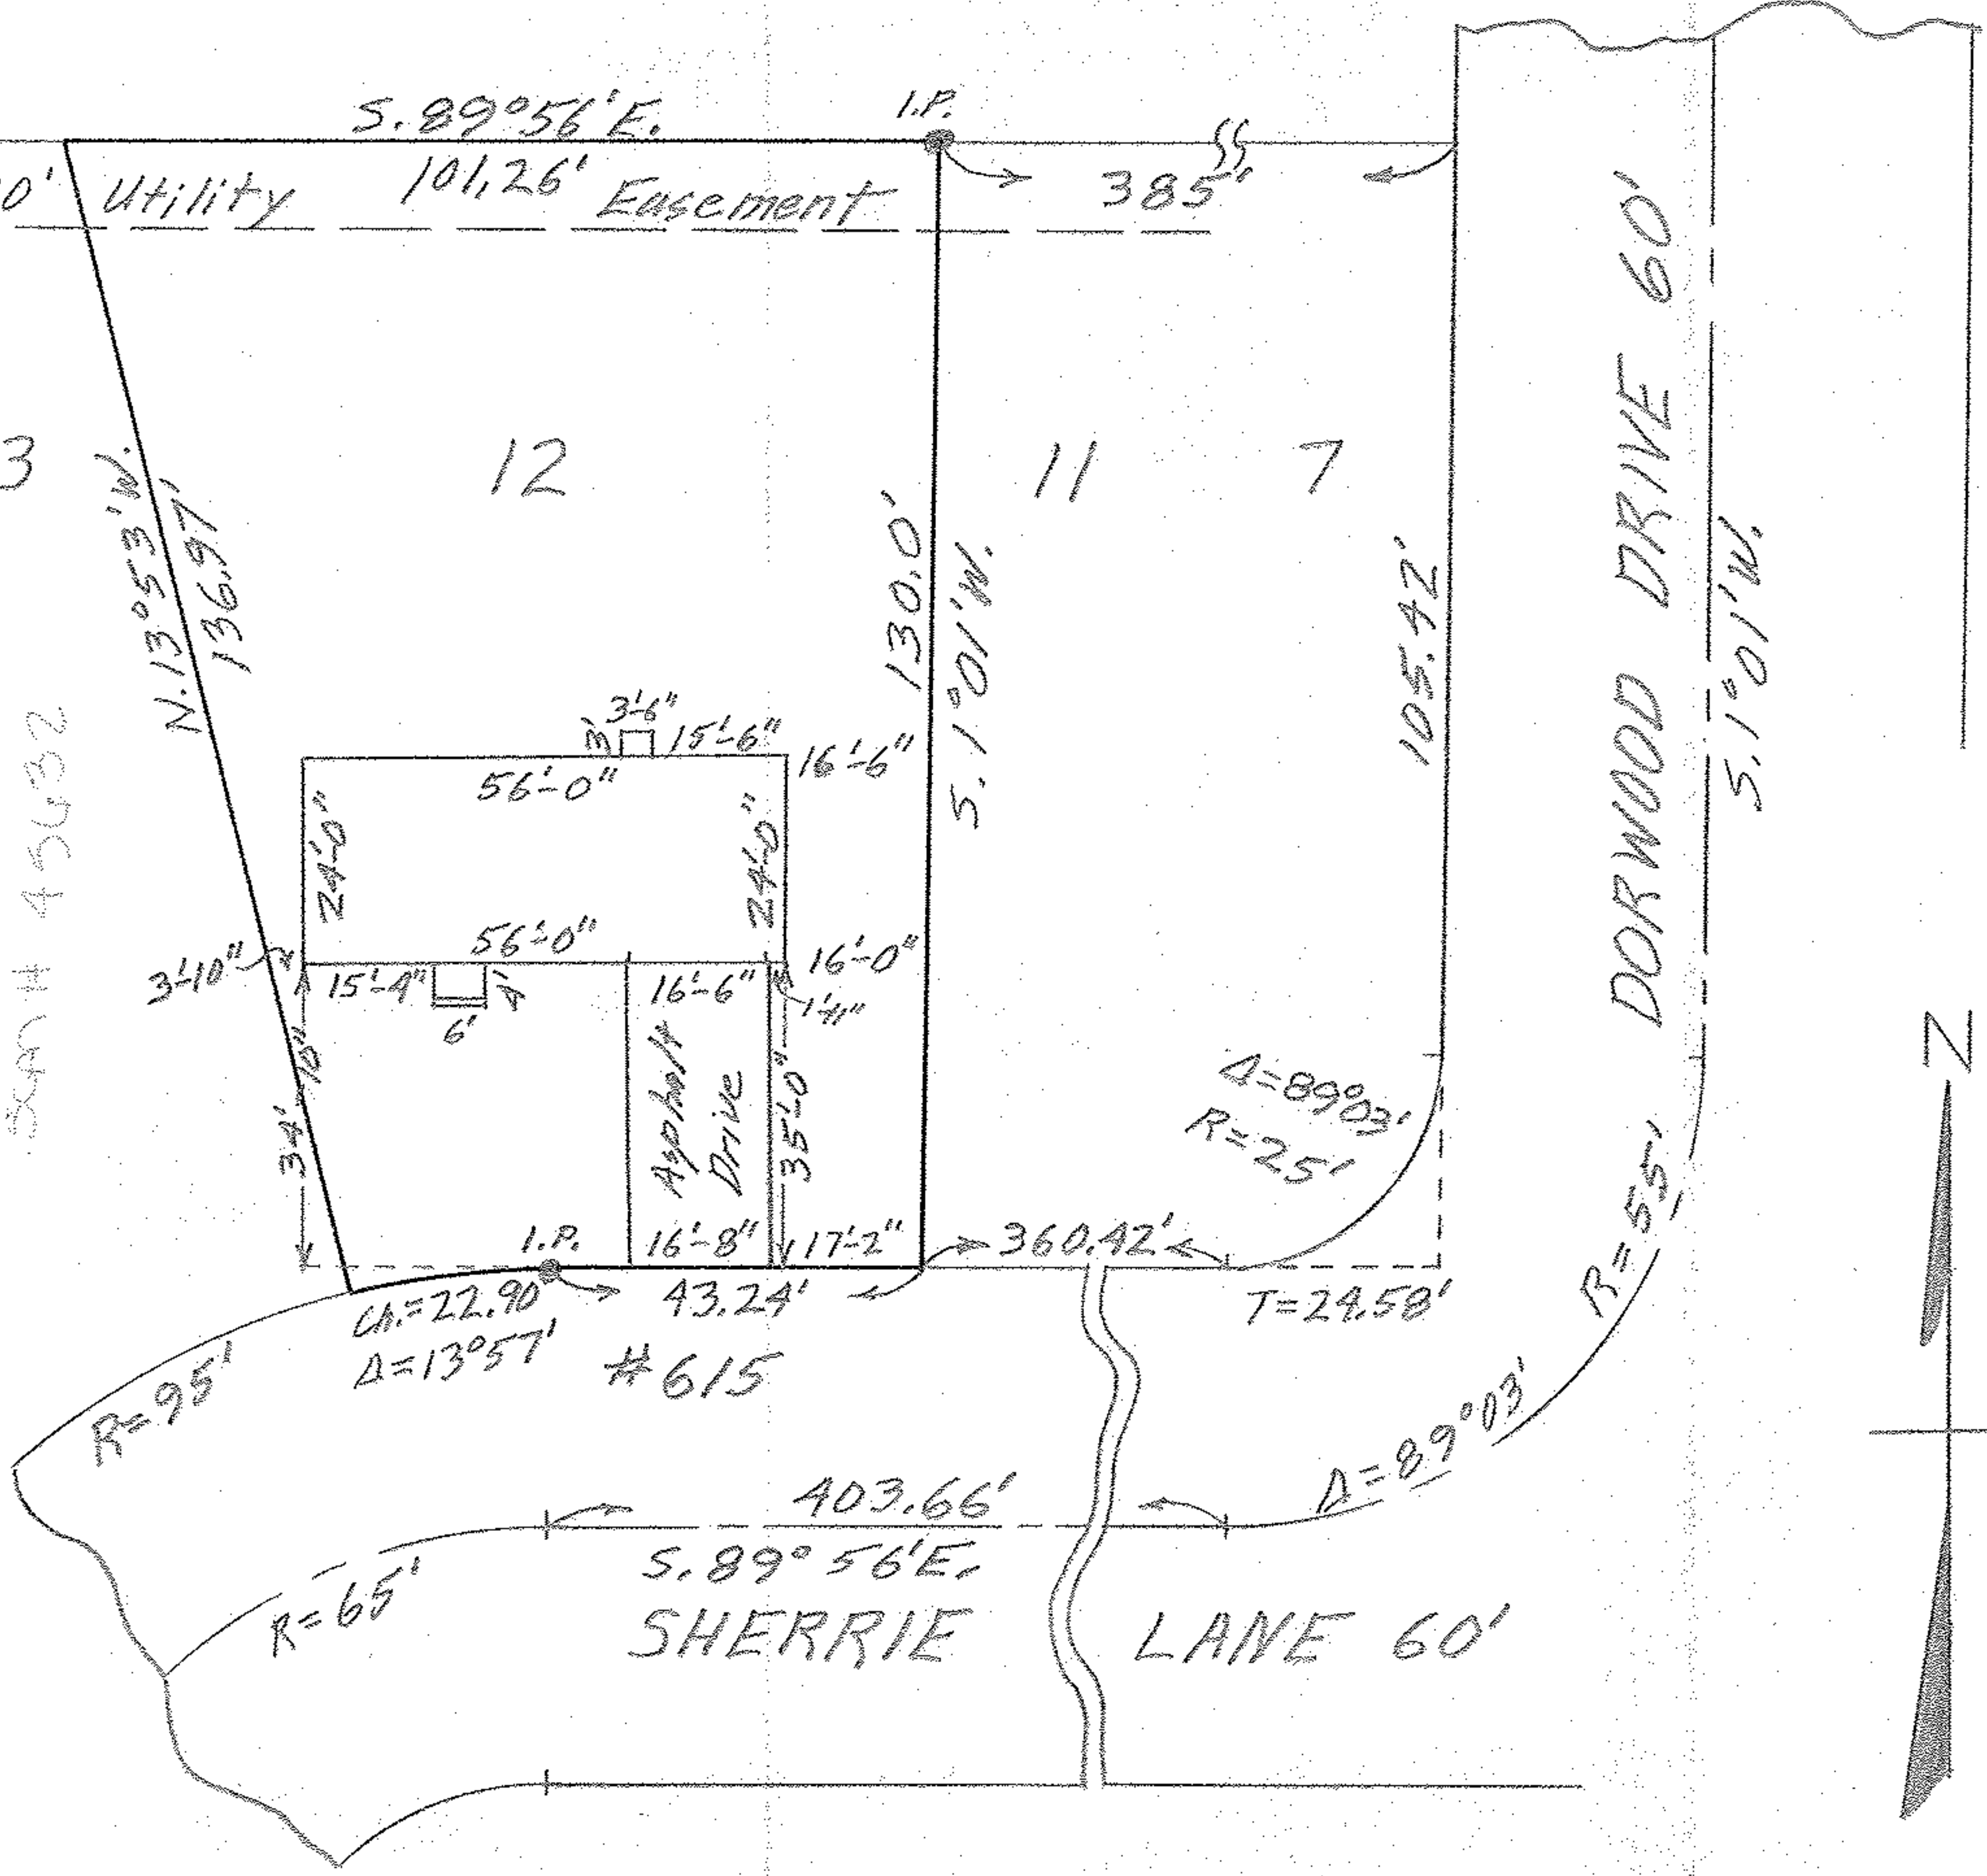 S. 89°56'E.
I.P.
0' Utility 101.26' Easement
385'
DORWOOD DRIVE 60'
S. 1°01'W.
3
12
11
7
N. 13°53'W.
136.97'
130.0'
S. 1°01'W.
105.42'
3'-6"
3'
15'-6"
16'-6"
56'-0"
24'-0"
24'-0"
56'-0"
3'-10"
15'-4"
4'
6'
16'-6"
16'-0"
34'-10"
Asphalt
Drive
35'-0"
Δ=89°03'
R=25'
N
I.P.
16'-8"
17'-2"
360.42'
Ch.=22.90'
Δ=13°57'
43.24'
T=24.58'
#615
R=95'
R=55'
Δ=89°03'
403.66'
S. 89°56'E.
R=65'
SHERRIE LANE 60'